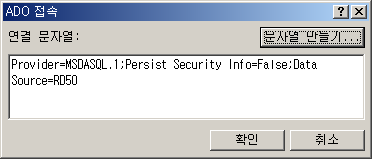 ADO 접속
연결 문자열:
문자열 만들기...
Provider=MSDASQL.1;Persist Security Info=False;Data
Source=RD50
확인
취소